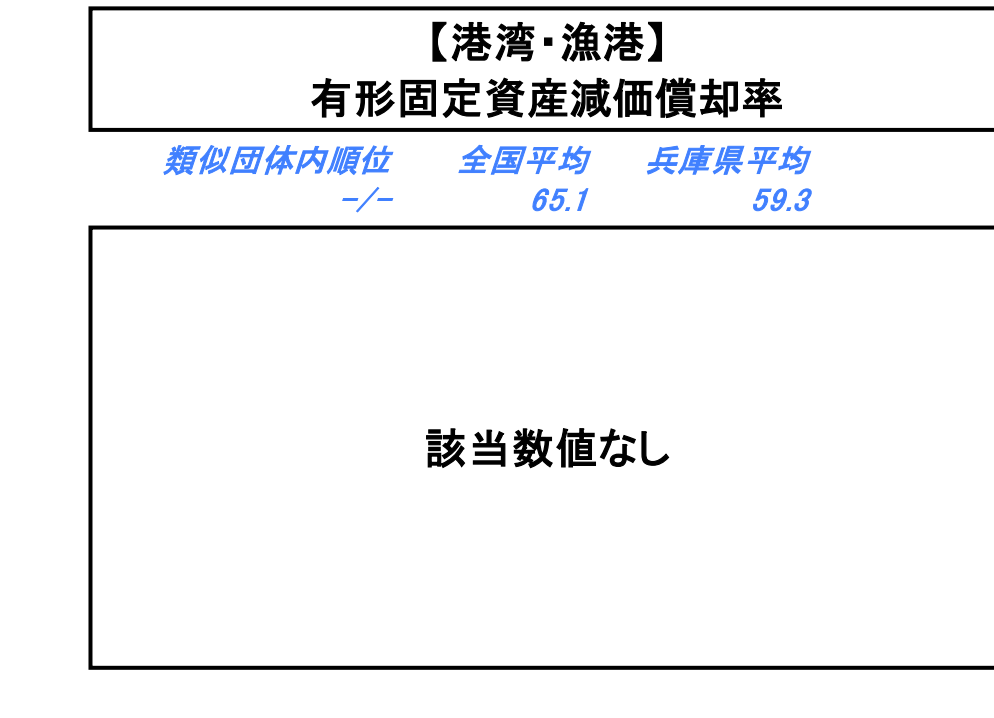 【港湾・漁港】
有形固定資産減価償却率
類似団体内順位 全国平均 兵庫県平均
-/- 65.1 59.3
該当数値なし